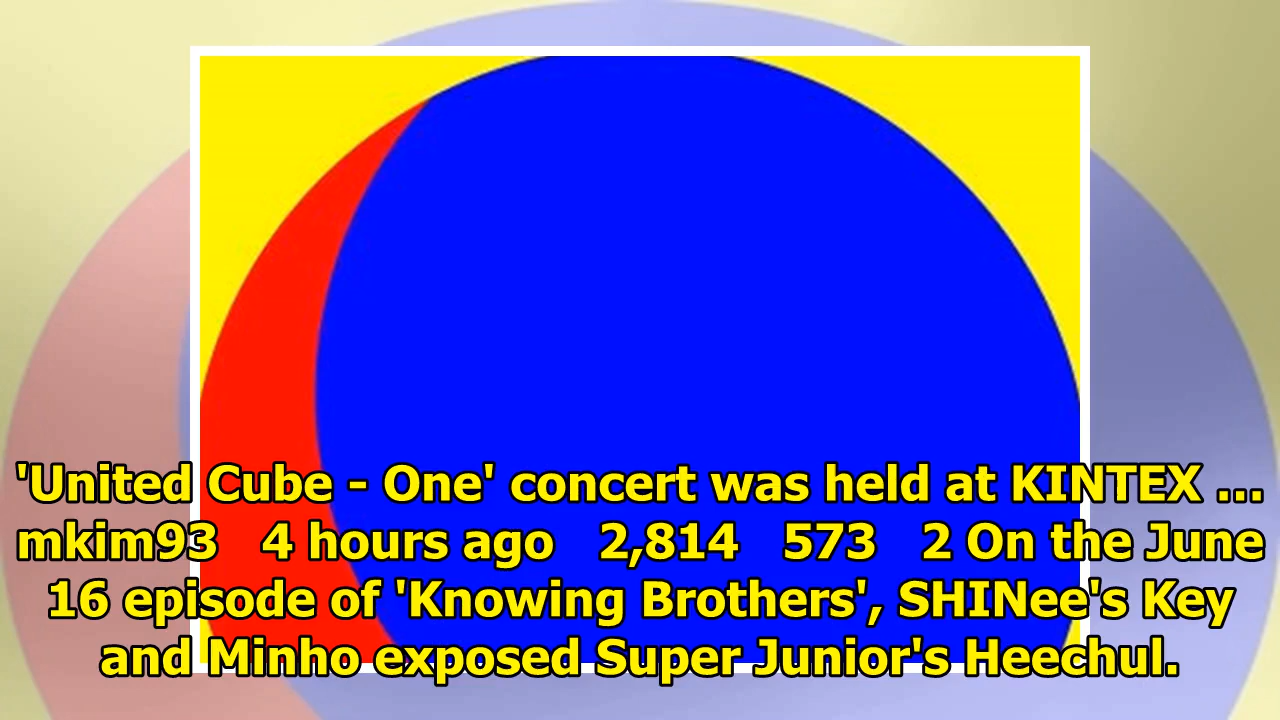 'United Cube - One' concert was held at KINTEX ...
mkim93 4 hours ago 2,814 573 2 On the June
16 episode of 'Knowing Brothers', SHINee's Key
and Minho exposed Super Junior's Heechul.